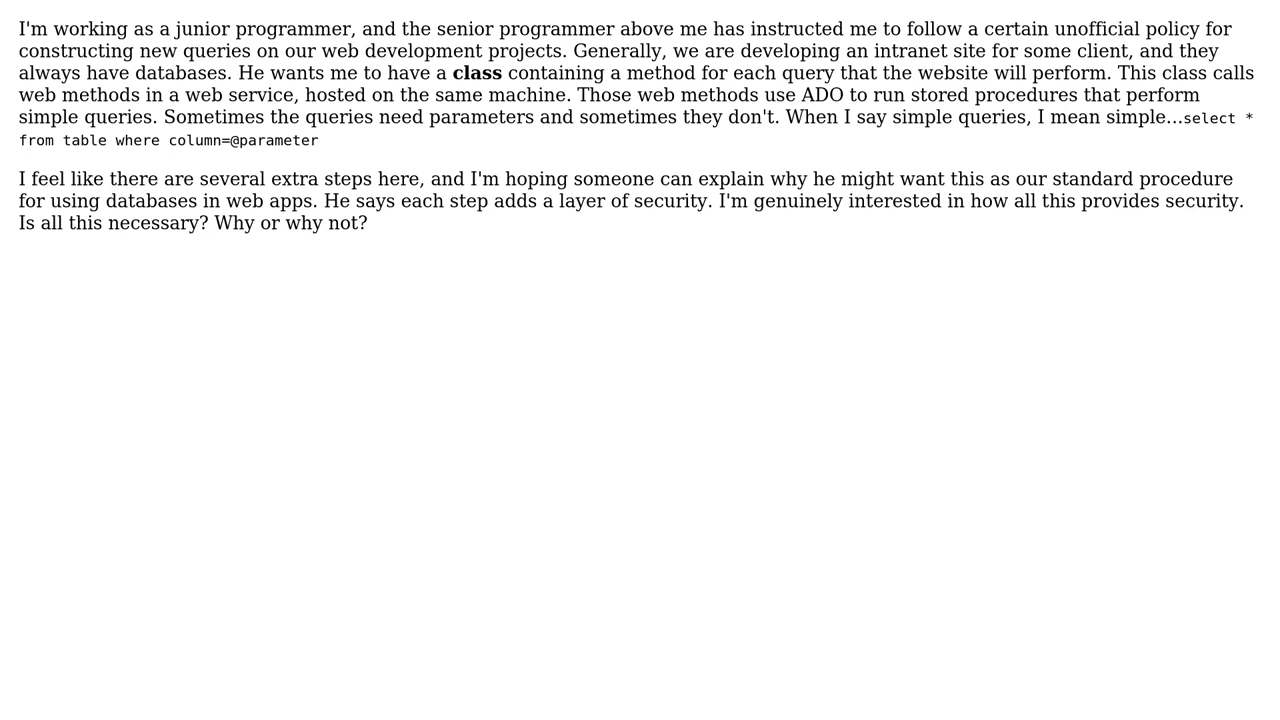 I'm working as a junior programmer, and the senior programmer above me has instructed me to follow a certain unofficial policy for
constructing new queries on our web development projects. Generally, we are developing an intranet site for some client, and they
always have databases. He wants me to have a class containing a method for each query that the website will perform. This class calls
web methods in a web service, hosted on the same machine. Those web methods use ADO to run stored procedures that perform
simple queries. Sometimes the queries need parameters and sometimes they don't. When I say simple queries, I mean simple...select *
from table where column=@parameter
I feel like there are several extra steps here, and I'm hoping someone can explain why he might want this as our standard procedure
for using databases in web apps. He says each step adds a layer of security. I'm genuinely interested in how all this provides security.
Is all this necessary? Why or why not?